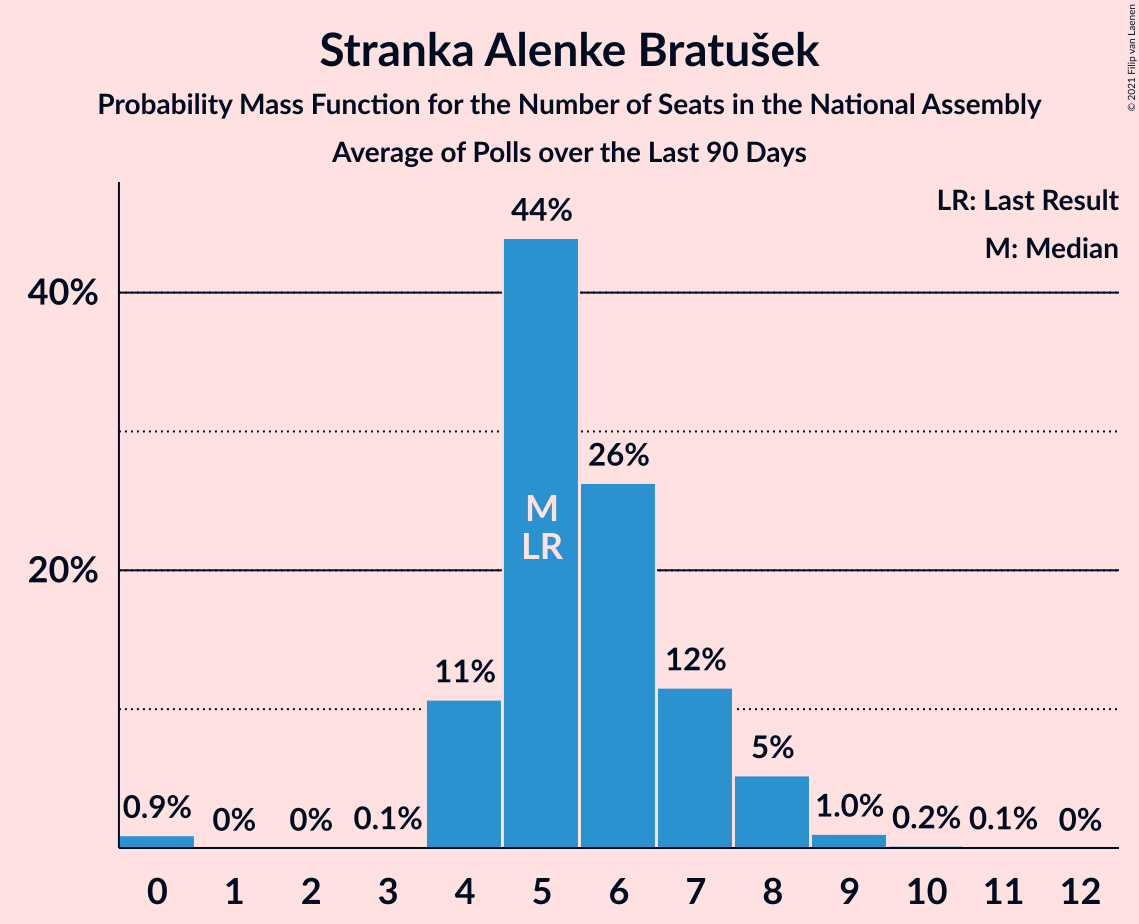 Stranka Alenke Bratušek
Probability Mass Function for the Number of Seats in the National Assembly
Average of Polls over the Last 90 Days
© 2021 Filip van Laenen
LR: Last Result
M: Median
40%
20%
0.9%
0%
0%
0.1%
11%
44%
26%
12%
5%
1.0%
0.2%
0.1%
0%
M
LR
0 1 2 3 4 5 6 7 8 9 10 11 12